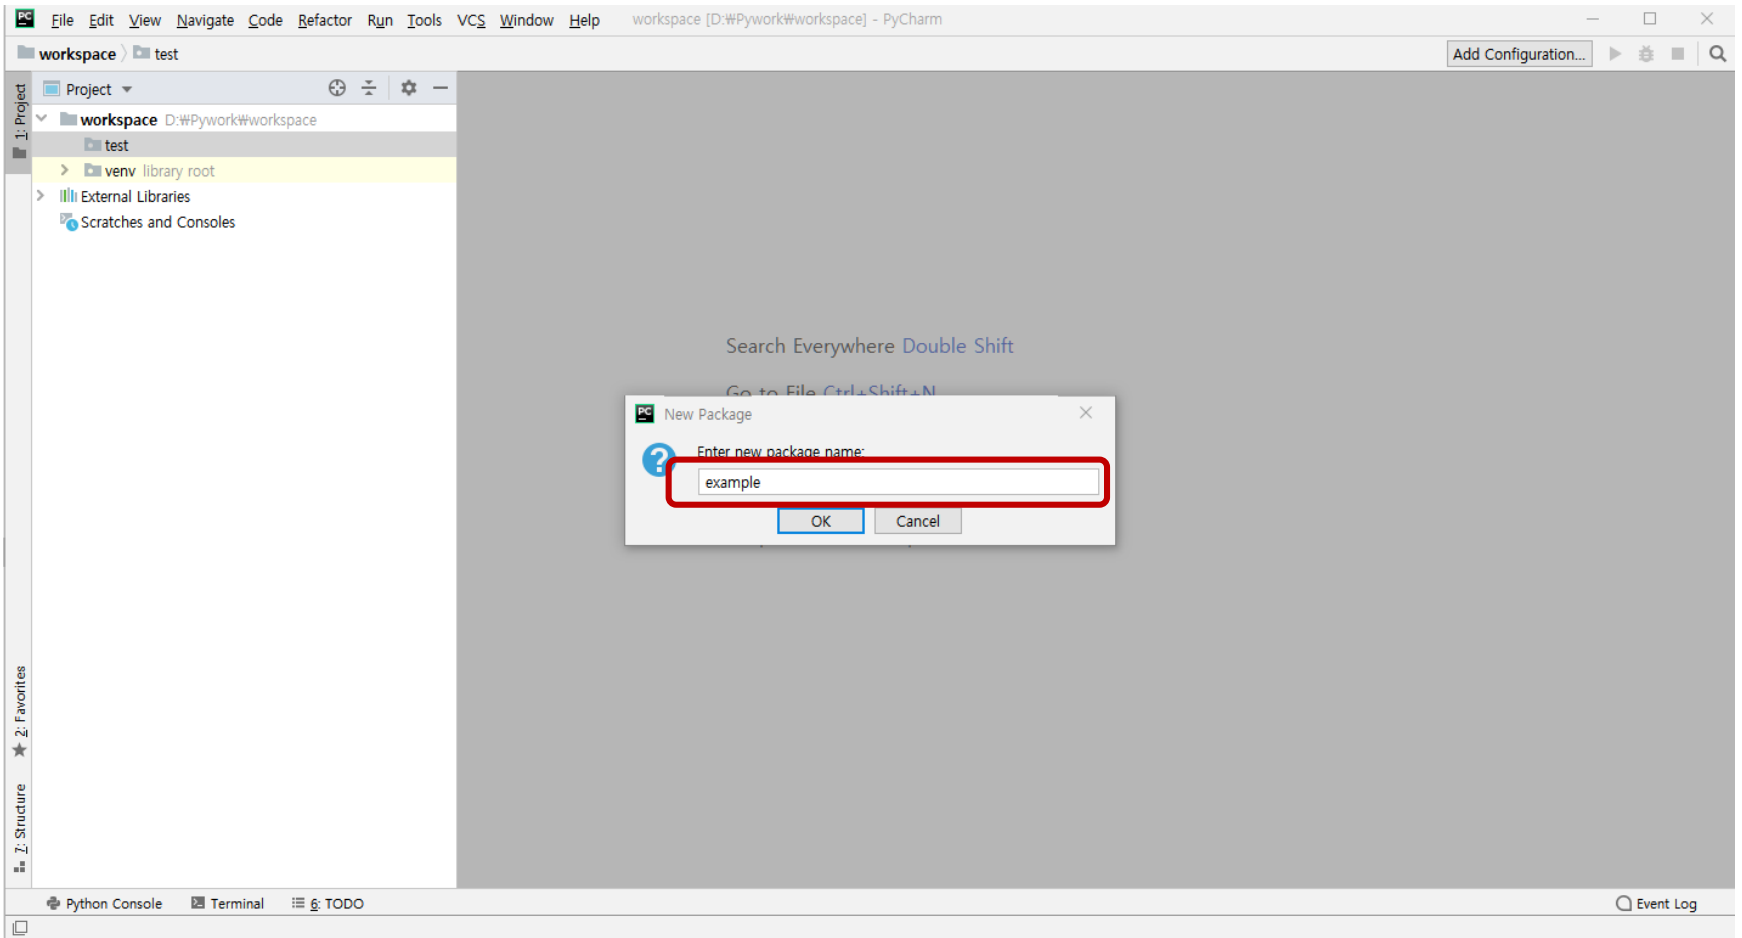 PC File Edit View Navigate Code Refactor Run Tools VCS Window Help workspace [D:₩Pywork₩workspace] - PyCharm
workspace test Add Configuration...
1: Project
Project
workspace D:₩Pywork₩workspace
test
venv library root
External Libraries
Scratches and Consoles
Search Everywhere Double Shift
Go to File Ctrl+Shift+N
PC New Package
Enter new package name:
example
OK Cancel
2: Favorites
7: Structure
Python Console Terminal 6: TODO Event Log